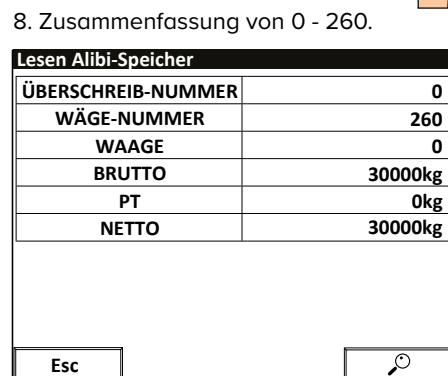 8. Zusammenfassung von 0 - 260.
Lesen Alibi-Speicher
ÜBERSCHREIB-NUMMER 0
WÄGE-NUMMER 260
WAAGE 0
BRUTTO 30000kg
PT 0kg
NETTO 30000kg
Esc